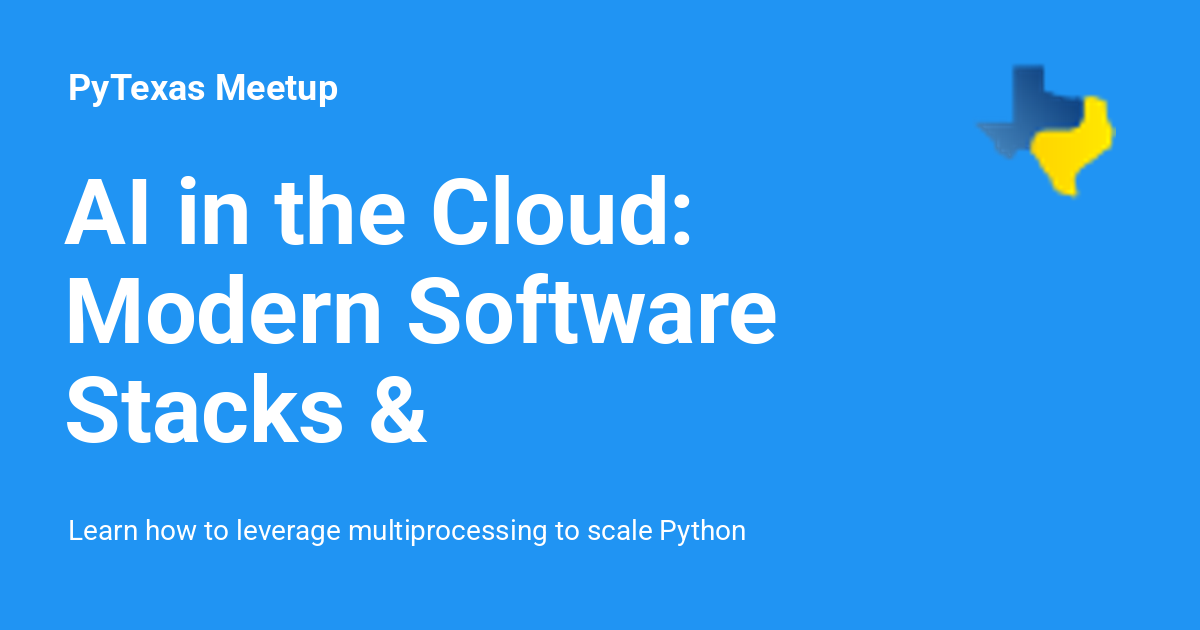 PyTexas Meetup
AI in the Cloud:
Modern Software
Stacks &
Learn how to leverage multiprocessing to scale Python